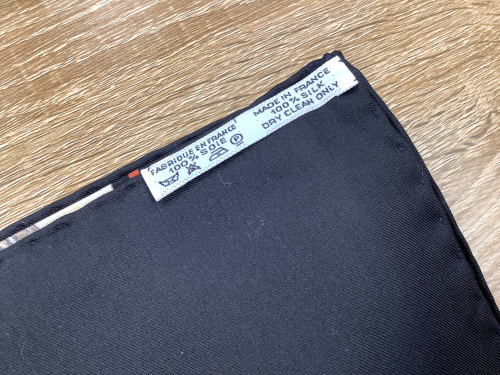 FABRIQUE EN FRANCE
100% SOIE
P
MADE IN FRANCE
100% SILK
DRY CLEAN ONLY